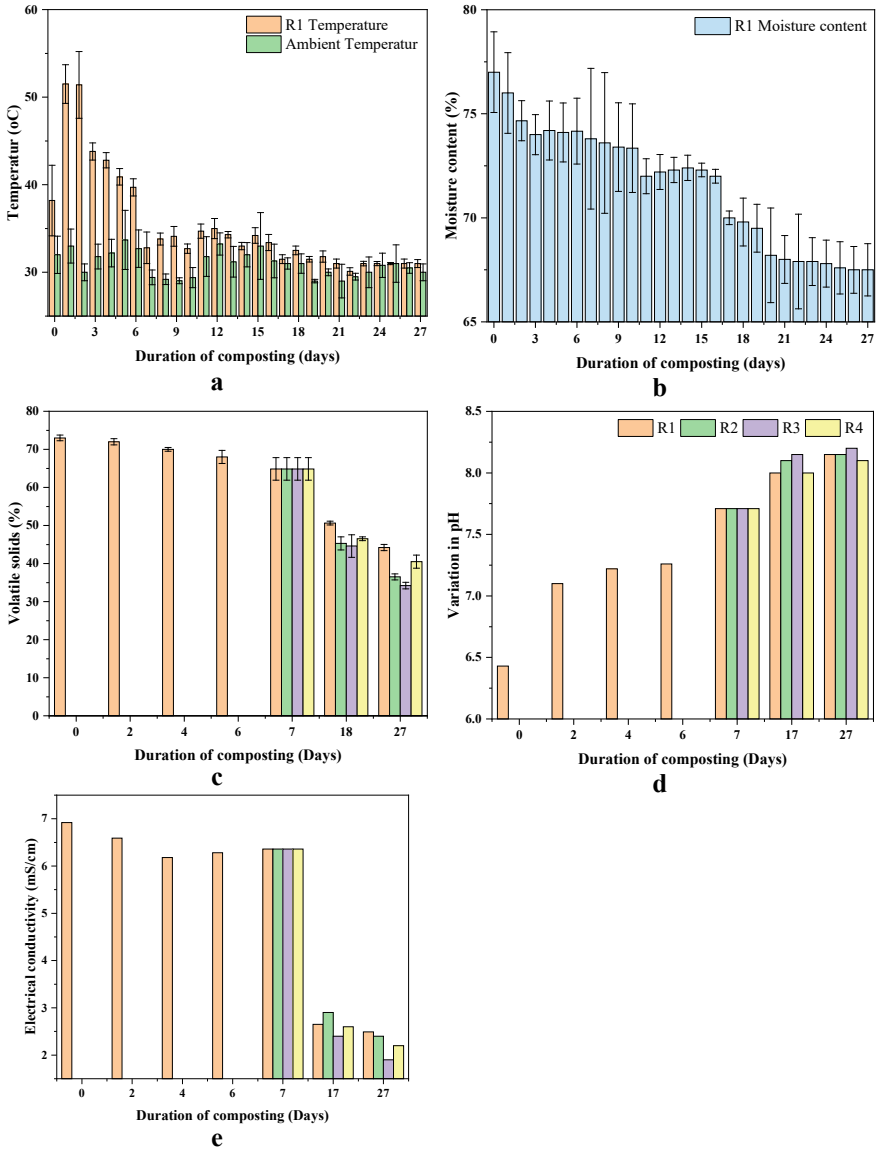 60
50
40
30
Temperatur (oC)
R1 Temperature
Ambient Temperatur
0 3 6 9 12 15 18 21 24 27
Duration of composting (days)
a
80
75
70
65
Moisture content (%)
R1 Moisture content
0 3 6 9 12 15 18 21 24 27
Duration of composting (days)
b
80
70
60
50
40
30
20
10
0
Volatile solids (%)
0 2 4 6 7 18 27
Duration of composting (Days)
c
8.5
8.0
7.5
7.0
6.5
6.0
Variation in pH
R1 R2 R3 R4
0 2 4 6 7 17 27
Duration of composting (Days)
d
7
6
5
4
3
2
Electrical conductivity (mS/cm)
0 2 4 6 7 17 27
Duration of composting (Days)
e